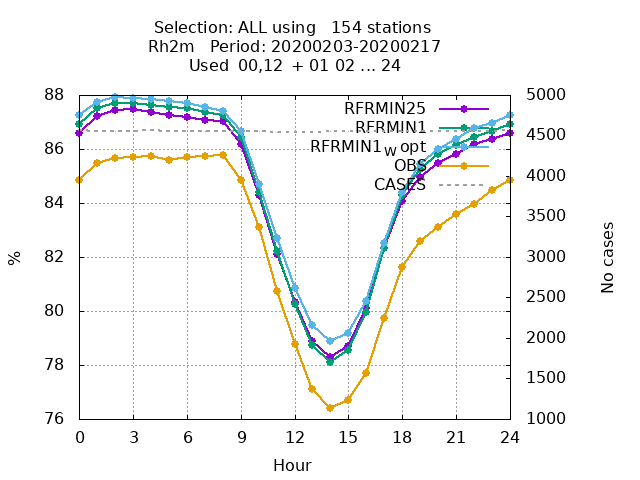 Selection: ALL using   154 stations
Rh2m   Period: 20200203-20200217
Used  00,12  + 01 02 ... 24
88
86
84
82
80
78
76
%
RFRMIN25
RFRMIN1
RFRMIN1w opt
OBS
CASES
5000
4500
4000
3500
3000
2500
2000
1500
1000
No cases
0 3 6 9 12 15 18 21 24
Hour